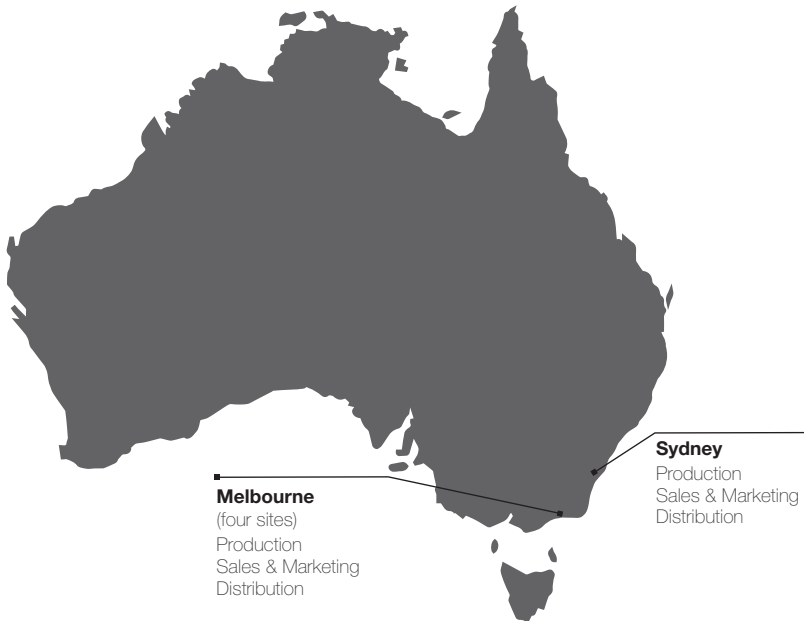 Sydney
Production
Sales & Marketing
Distribution
Melbourne
(four sites)
Production
Sales & Marketing
Distribution